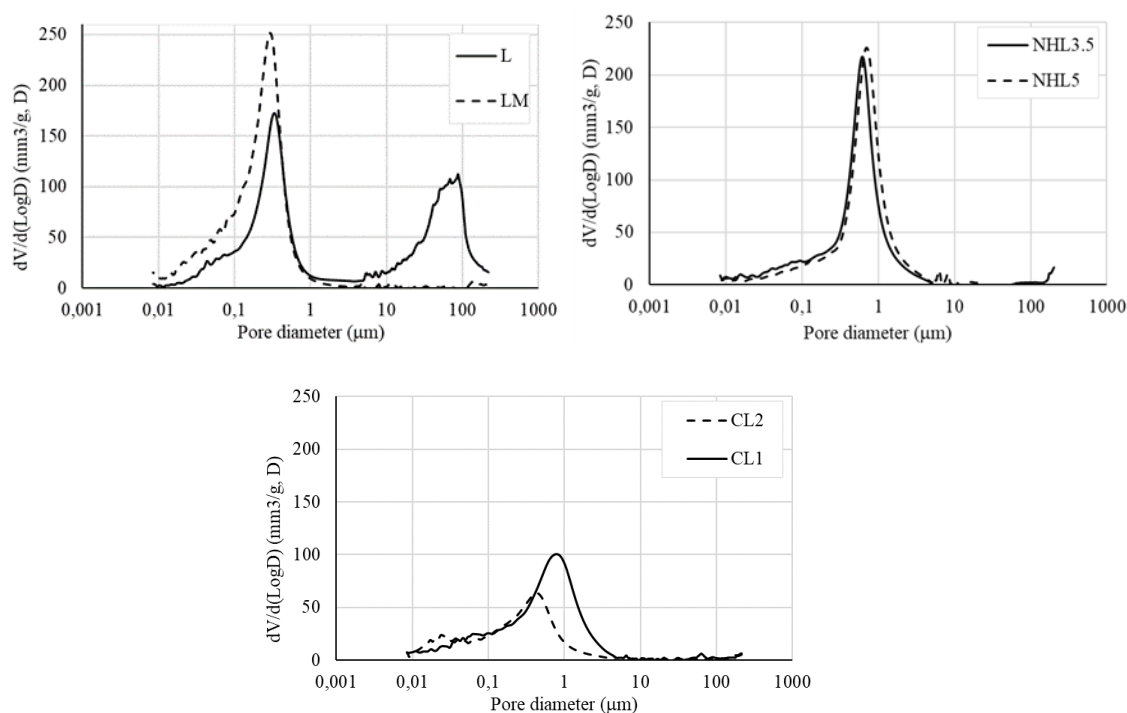 250
200
150
100
50
0
dV/d(LogD) (mm3/g, D)
L
LM
0,001 0,01 0,1 1 10 100 1000
Pore diameter (µm)
250
200
150
100
50
0
dV/d(LogD) (mm3/g, D)
NHL3.5
NHL5
0,001 0,01 0,1 1 10 100 1000
Pore diameter (µm)
250
200
150
100
50
0
dV/d(LogD) (mm3/g, D)
CL2
CL1
0,001 0,01 0,1 1 10 100 1000
Pore diameter (µm)